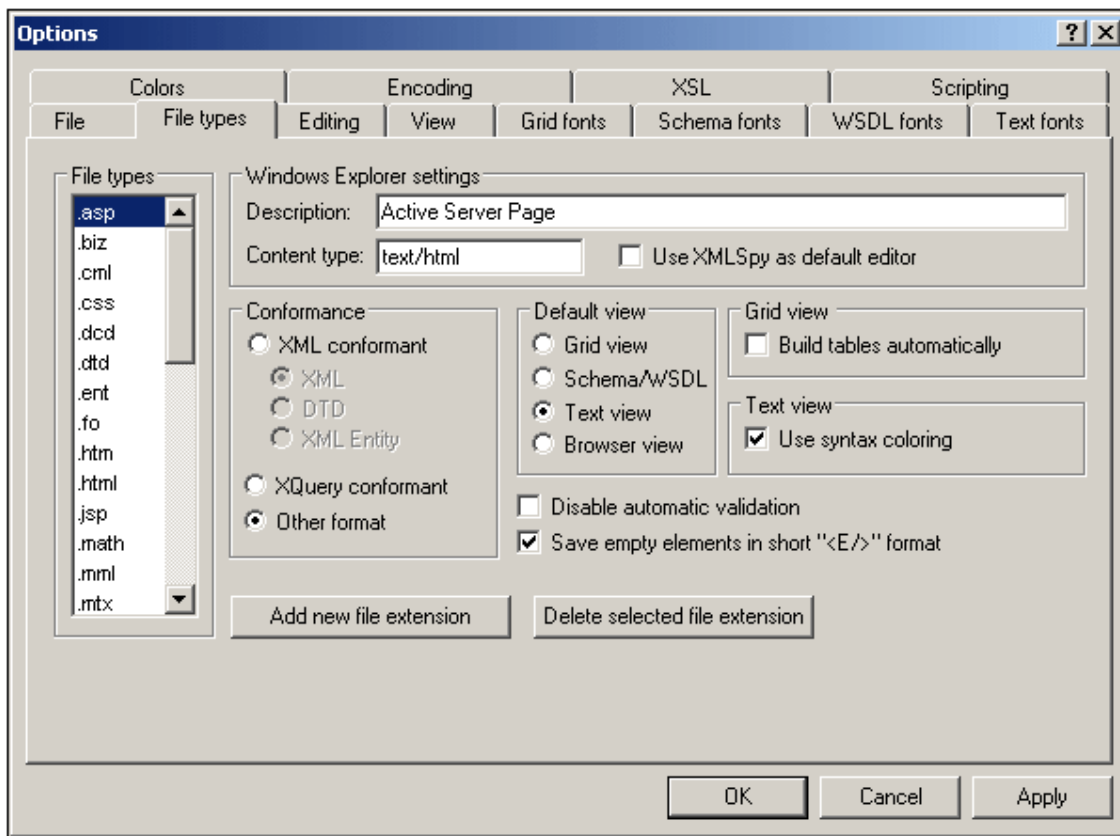 Options
Colors Encoding XSL Scripting
File File types Editing View Grid fonts Schema fonts WSDL fonts Text fonts
File types
.asp
.biz
.cml
.css
.dcd
.dtd
.ent
.fo
.htm
.html
.jsp
.math
.mml
.mtx
Windows Explorer settings
Description: Active Server Page
Content type: text/html Use XMLSpy as default editor
Conformance
XML conformant
XML
DTD
XML Entity
XQuery conformant
Other format
Default view
Grid view
Schema/WSDL
Text view
Browser view
Grid view
Build tables automatically
Text view
Use syntax coloring
Disable automatic validation
Save empty elements in short "<E/>" format
Add new file extension Delete selected file extension
OK Cancel Apply